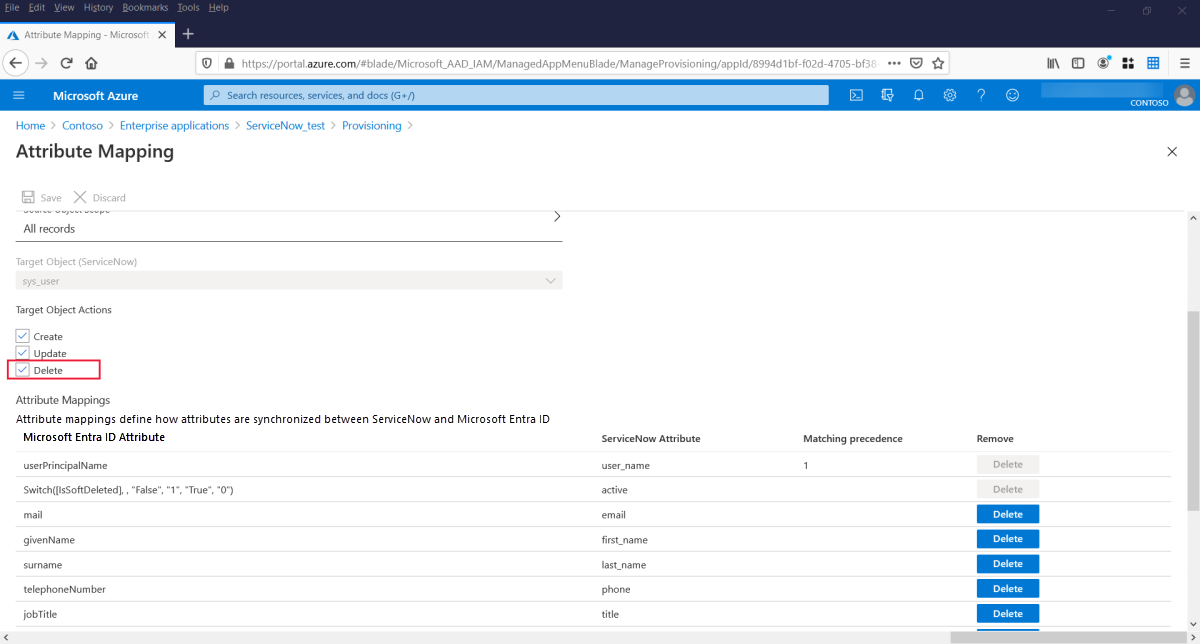 File Edit View History Bookmarks Tools Help
Attribute Mapping - Microsoft
https://portal.azure.com/#blade/Microsoft_AAD_IAM/ManagedAppMenuBlade/ManageProvisioning/appId/8994d1bf-f02d-4705-bf38-
Microsoft Azure
Search resources, services, and docs (G+/)
CONTOSO
Home > Contoso > Enterprise applications > ServiceNow_test > Provisioning >
Attribute Mapping
Save Discard
Source Object Scope
All records
Target Object (ServiceNow)
sys_user
Target Object Actions
Create
Update
Delete
Attribute Mappings
Attribute mappings define how attributes are synchronized between ServiceNow and Microsoft Entra ID
Microsoft Entra ID Attribute ServiceNow Attribute Matching precedence Remove
userPrincipalName user_name 1 Delete
Switch([IsSoftDeleted], , "False", "1", "True", "0") active Delete
mail email Delete
givenName first_name Delete
surname last_name Delete
telephoneNumber phone Delete
jobTitle title Delete